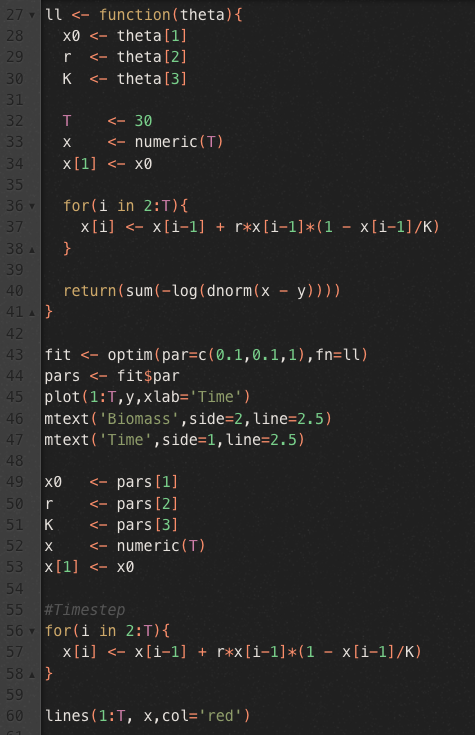 27 ll <- function(theta){
28   x0 <- theta[1]
29   r  <- theta[2]
30   K  <- theta[3]
31
32   T    <- 30
33   x    <- numeric(T)
34   x[1] <- x0
35
36   for(i in 2:T){
37     x[i] <- x[i-1] + r*x[i-1]*(1 - x[i-1]/K)
38   }
39
40   return(sum(-log(dnorm(x - y))))
41 }
42
43 fit <- optim(par=c(0.1,0.1,1),fn=ll)
44 pars <- fit$par
45 plot(1:T,y,xlab='Time')
46 mtext('Biomass',side=2,line=2.5)
47 mtext('Time',side=1,line=2.5)
48
49 x0   <- pars[1]
50 r    <- pars[2]
51 K    <- pars[3]
52 x    <- numeric(T)
53 x[1] <- x0
54
55 #Timestep
56 for(i in 2:T){
57   x[i] <- x[i-1] + r*x[i-1]*(1 - x[i-1]/K)
58 }
59
60 lines(1:T, x,col='red')